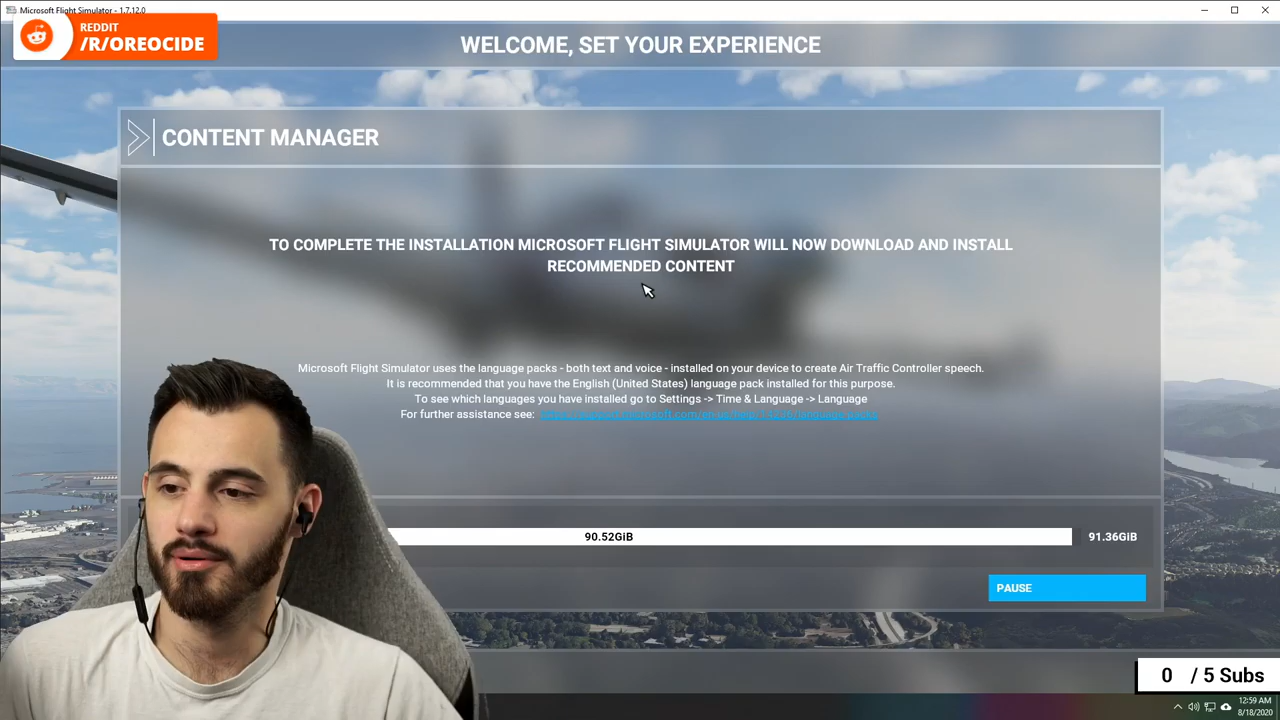 Microsoft Flight Simulator - 1.7.12.0
REDDIT
/R/OREOCIDE
WELCOME, SET YOUR EXPERIENCE
CONTENT MANAGER
TO COMPLETE THE INSTALLATION MICROSOFT FLIGHT SIMULATOR WILL NOW DOWNLOAD AND INSTALL
RECOMMENDED CONTENT
Microsoft Flight Simulator uses the language packs - both text and voice - installed on your device to create Air Traffic Controller speech.
It is recommended that you have the English (United States) language pack installed for this purpose.
To see which languages you have installed go to Settings -> Time & Language -> Language
For further assistance see:
90.52GiB
91.36GiB
PAUSE
0 / 5 Subs
12:59 AM
8/18/2020